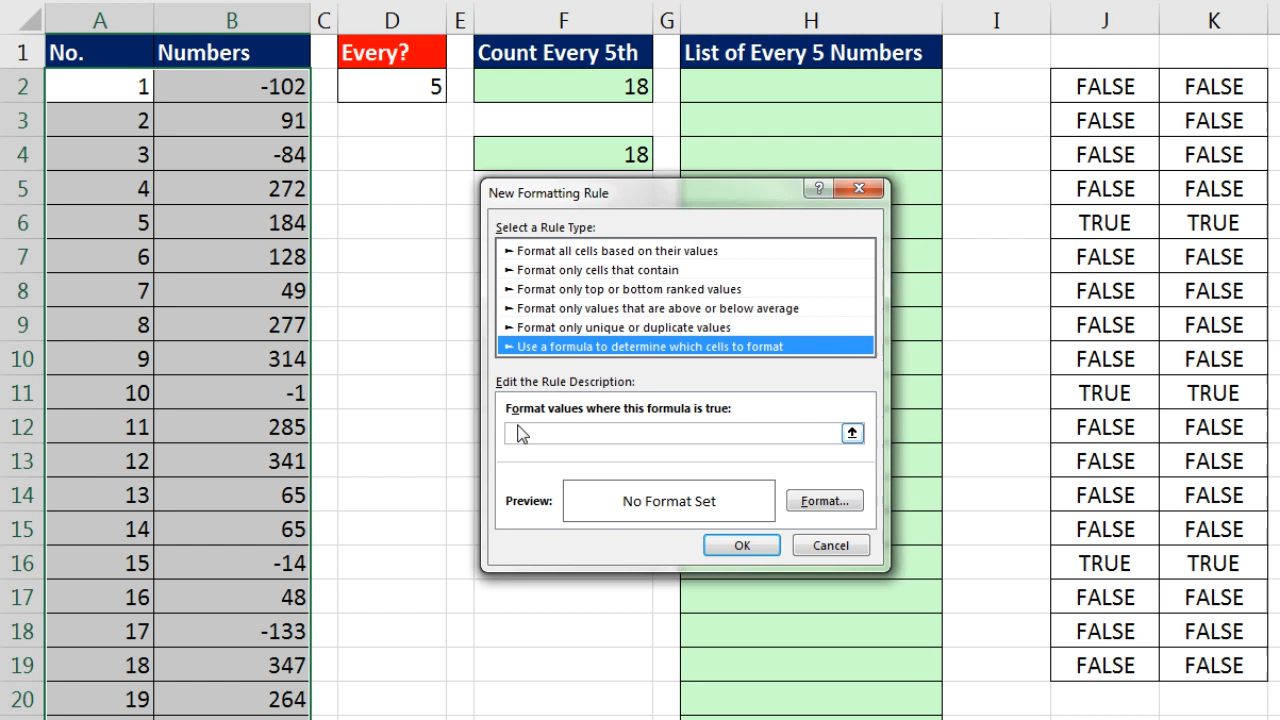 A B C D E F G H I J K
1 No. Numbers Every? Count Every 5th List of Every 5 Numbers
2 1 -102 5 18 FALSE FALSE
3 2 91 FALSE FALSE
4 3 -84 18 FALSE FALSE
5 4 272 FALSE FALSE
6 5 184 TRUE TRUE
7 6 128 FALSE FALSE
8 7 49 FALSE FALSE
9 8 277 FALSE FALSE
10 9 314 FALSE FALSE
11 10 -1 TRUE TRUE
12 11 285 FALSE FALSE
13 12 341 FALSE FALSE
14 13 65 FALSE FALSE
15 14 65 FALSE FALSE
16 15 -14 TRUE TRUE
17 16 48 FALSE FALSE
18 17 -133 FALSE FALSE
19 18 347 FALSE FALSE
20 19 264
New Formatting Rule
?
Select a Rule Type:
► Format all cells based on their values
► Format only cells that contain
► Format only top or bottom ranked values
► Format only values that are above or below average
► Format only unique or duplicate values
► Use a formula to determine which cells to format
Edit the Rule Description:
Format values where this formula is true:
Preview: No Format Set Format...
OK Cancel